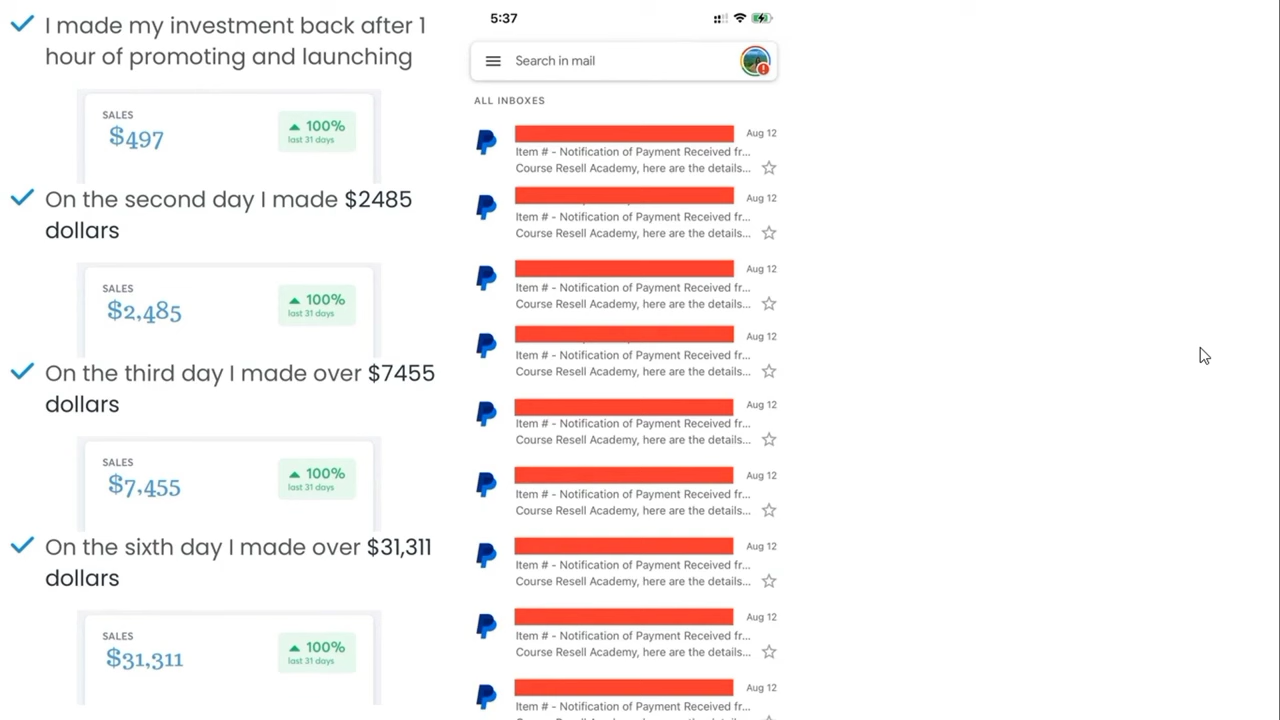 I made my investment back after 1
hour of promoting and launching
SALES
$497
100%
last 31 days
On the second day I made $2485
dollars
SALES
$2,485
100%
last 31 days
On the third day I made over $7455
dollars
SALES
$7,455
100%
last 31 days
On the sixth day I made over $31,311
dollars
SALES
$31,311
100%
last 31 days
5:37
Search in mail
ALL INBOXES
Aug 12
Item # - Notification of Payment Received fr...
Course Resell Academy, here are the details...
Aug 12
Item # - Notification of Payment Received fr...
Course Resell Academy, here are the details...
Aug 12
Item # - Notification of Payment Received fr...
Course Resell Academy, here are the details...
Aug 12
Item # - Notification of Payment Received fr...
Course Resell Academy, here are the details...
Aug 12
Item # - Notification of Payment Received fr...
Course Resell Academy, here are the details...
Aug 12
Item # - Notification of Payment Received fr...
Course Resell Academy, here are the details...
Aug 12
Item # - Notification of Payment Received fr...
Course Resell Academy, here are the details...
Aug 12
Item # - Notification of Payment Received fr...
Course Resell Academy, here are the details...
Aug 12
Item # - Notification of Payment Received fr...